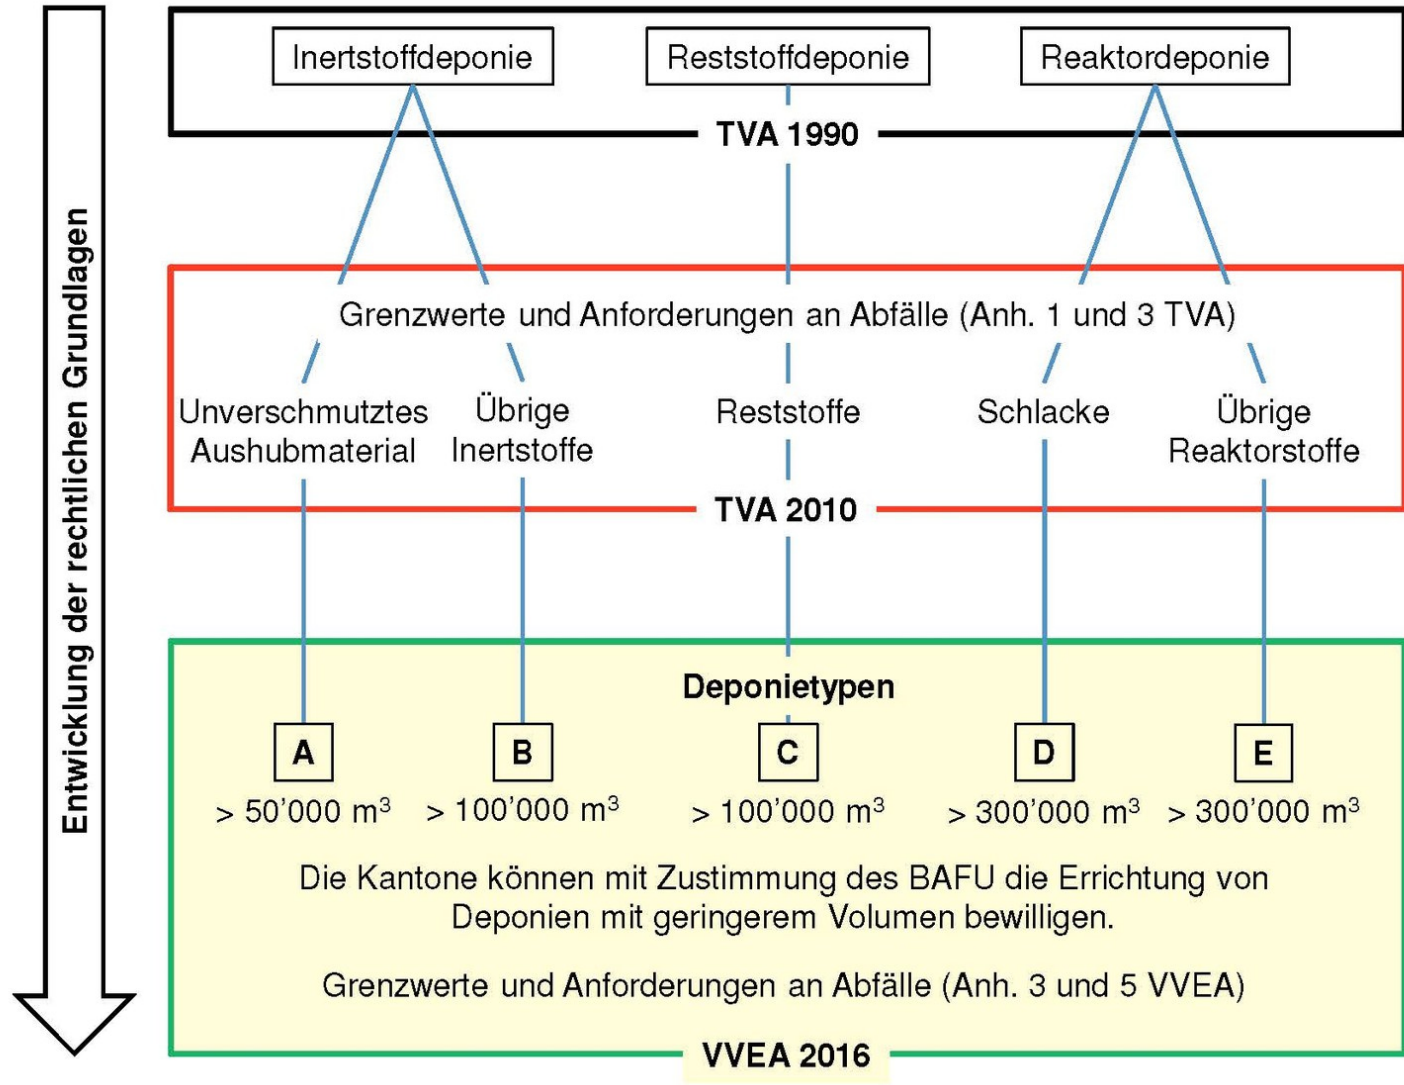 Entwicklung der rechtlichen Grundlagen
Inertstoffdeponie
Reststoffdeponie
Reaktordeponie
TVA 1990
Grenzwerte und Anforderungen an Abfälle (Anh. 1 und 3 TVA)
Unverschmutztes
Aushubmaterial
Übrige
Inertstoffe
Reststoffe
Schlacke
Übrige
Reaktorstoffe
TVA 2010
Deponietypen
A
B
C
D
E
> 50’000 m³
> 100’000 m³
> 100’000 m³
> 300’000 m³
> 300’000 m³
Die Kantone können mit Zustimmung des BAFU die Errichtung von
Deponien mit geringerem Volumen bewilligen.
Grenzwerte und Anforderungen an Abfälle (Anh. 3 und 5 VVEA)
VVEA 2016